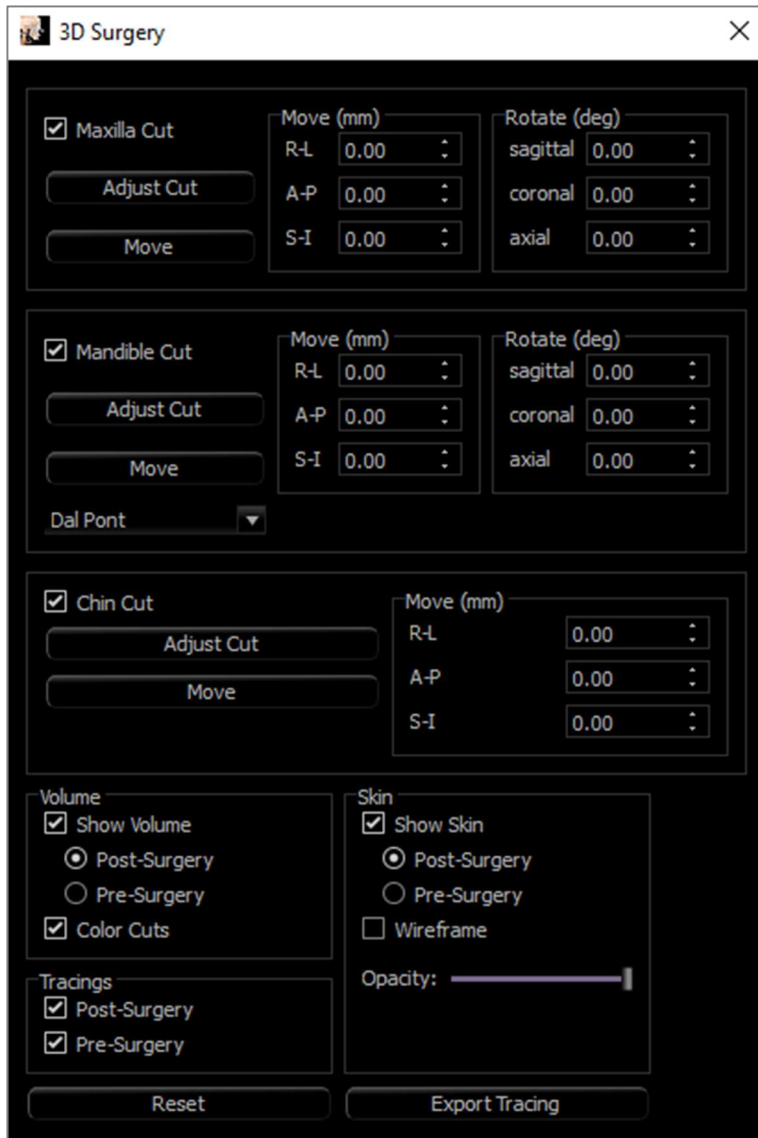 3D Surgery
Maxilla Cut
Adjust Cut
Move
Move (mm)
R-L 0.00
A-P 0.00
S-I 0.00
Rotate (deg)
sagittal 0.00
coronal 0.00
axial 0.00
Mandible Cut
Adjust Cut
Move
Dal Pont
Move (mm)
R-L 0.00
A-P 0.00
S-I 0.00
Rotate (deg)
sagittal 0.00
coronal 0.00
axial 0.00
Chin Cut
Adjust Cut
Move
Move (mm)
R-L 0.00
A-P 0.00
S-I 0.00
Volume
Show Volume
Post-Surgery
Pre-Surgery
Color Cuts
Skin
Show Skin
Post-Surgery
Pre-Surgery
Wireframe
Opacity:
Tracings
Post-Surgery
Pre-Surgery
Reset
Export Tracing